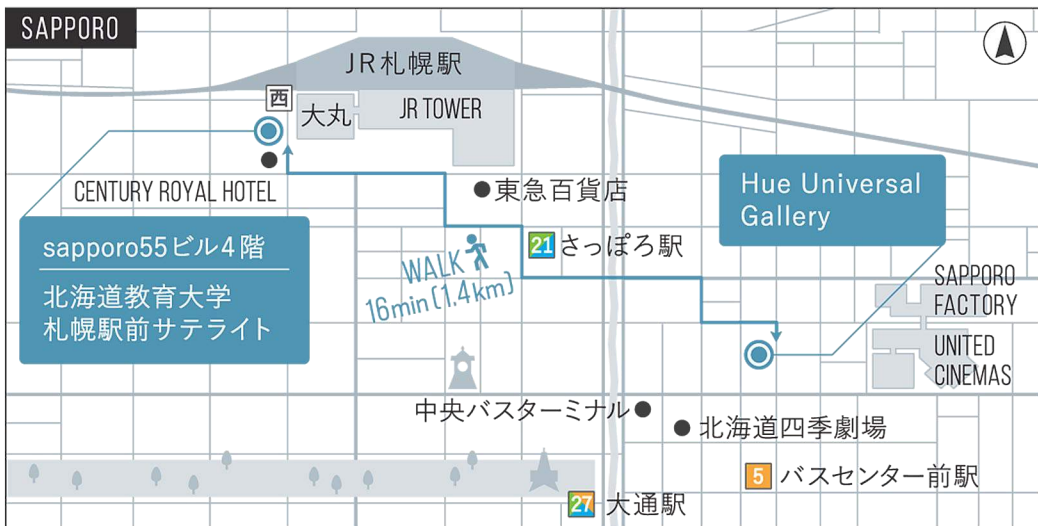 SAPPORO
JR札幌駅
西
大丸
JR TOWER
CENTURY ROYAL HOTEL
東急百貨店
Hue Universal
Gallery
sapporo55ビル4階
北海道教育大学
札幌駅前サテライト
21 さっぽろ駅
WALK
16min(1.4km)
SAPPORO
FACTORY
UNITED
CINEMAS
中央バスターミナル
北海道四季劇場
5 バスセンター前駅
27 大通駅